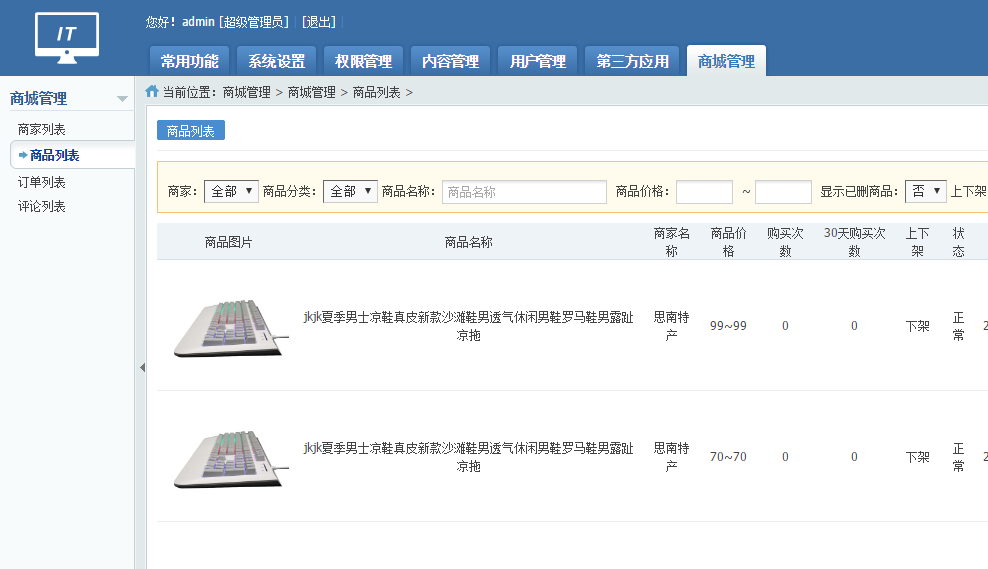 IT
您好！admin [超级管理员] | [退出] |
常用功能 系统设置 权限管理 内容管理 用户管理 第三方应用 商城管理
商城管理
商家列表
商品列表
订单列表
评论列表
当前位置：商城管理 > 商城管理 > 商品列表 >
商品列表
商家： 全部 商品分类： 全部 商品名称： 商品名称 商品价格： ~ 显示已删商品： 否 上下架
商品图片 商品名称 商家名称 商品价格 购买次数 30天购买次数 上下架 状态
jkjk夏季男士凉鞋真皮新款沙滩鞋男透气休闲男鞋罗马鞋男露趾
凉拖
思南特产
99~99 0 0 下架 正常 2
jkjk夏季男士凉鞋真皮新款沙滩鞋男透气休闲男鞋罗马鞋男露趾
凉拖
思南特产
70~70 0 0 下架 正常 2